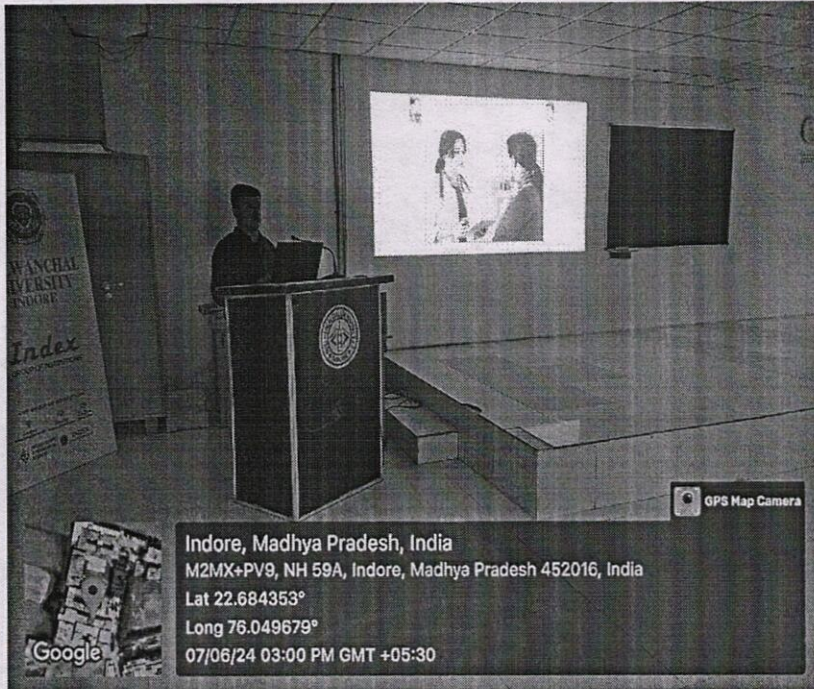 WANCHAL
VERSITY
INDORE
Index
GPS Map Camera
Indore, Madhya Pradesh, India
M2MX+PV9, NH 59A, Indore, Madhya Pradesh 452016, India
Lat 22.684353°
Long 76.049679°
07/06/24 03:00 PM GMT +05:30
Google